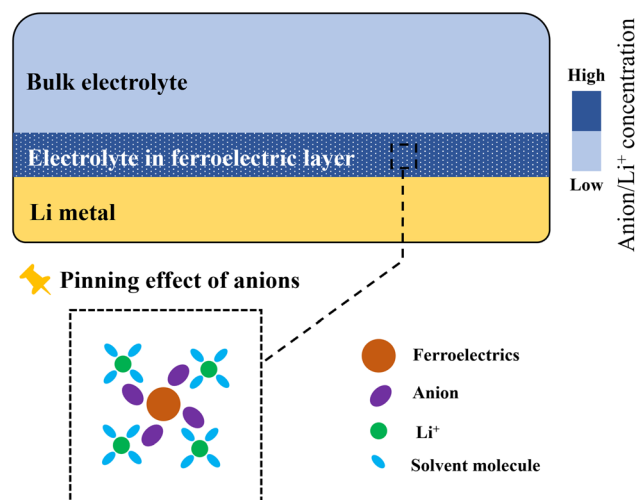 Bulk electrolyte
Electrolyte in ferroelectric layer
Li metal
High
Low
Anion/Li⁺ concentration
Pinning effect of anions
Ferroelectrics
Anion
Li⁺
Solvent molecule